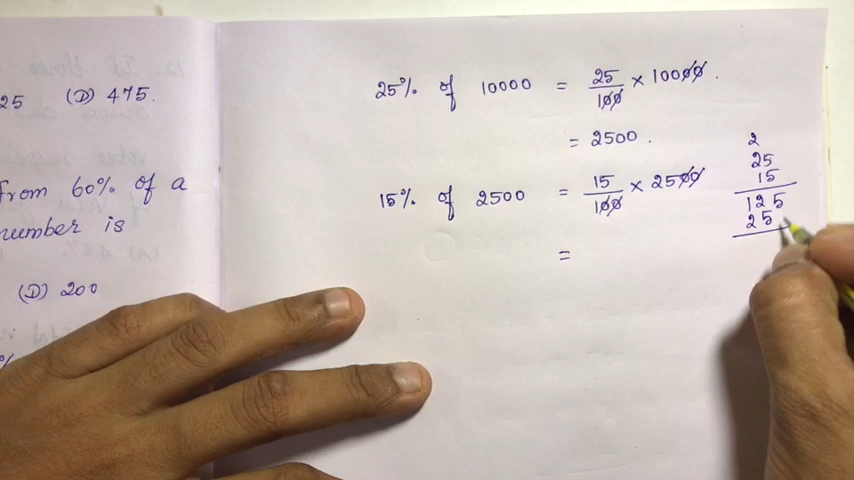 25 (D) 475.
from 60% of a
number is
(D) 200
%
25% of 10000 = 25/100 × 10000.
= 2500.
15% of 2500 = 15/100 × 2500
=
2
25
15
125
25